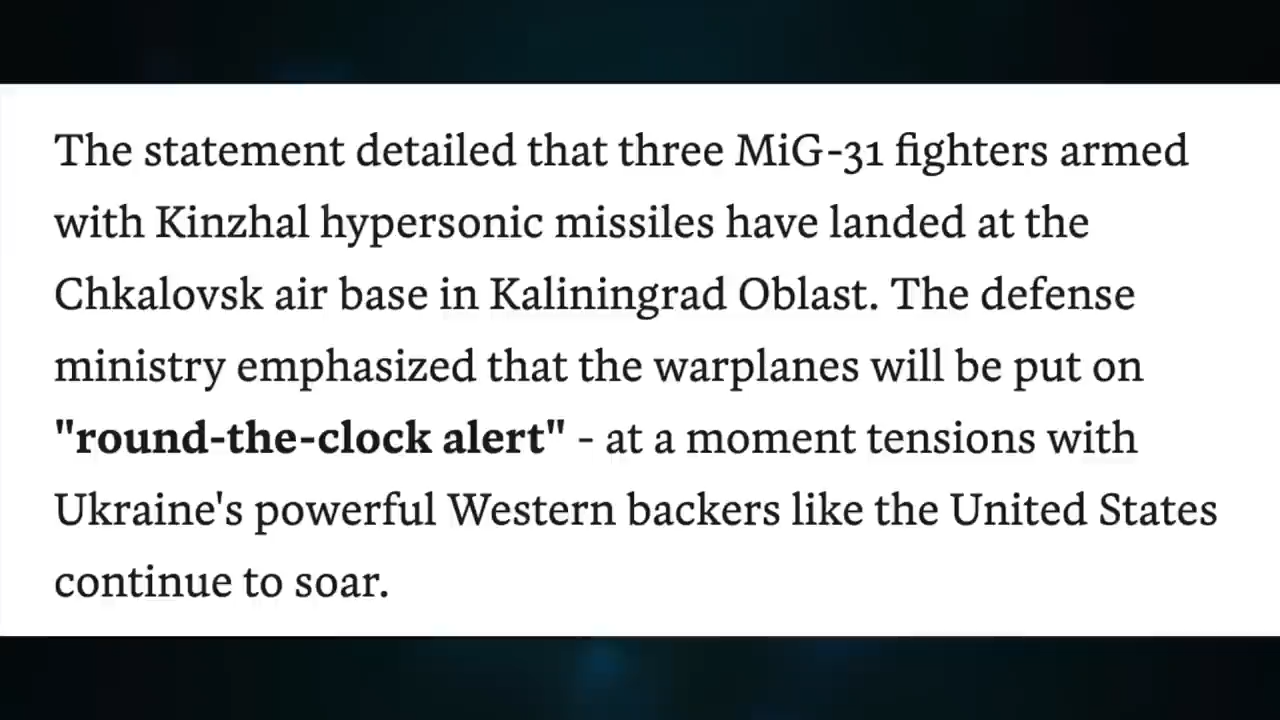 The statement detailed that three MiG-31 fighters armed
with Kinzhal hypersonic missiles have landed at the
Chkalovsk air base in Kaliningrad Oblast. The defense
ministry emphasized that the warplanes will be put on
"round-the-clock alert" - at a moment tensions with
Ukraine's powerful Western backers like the United States
continue to soar.